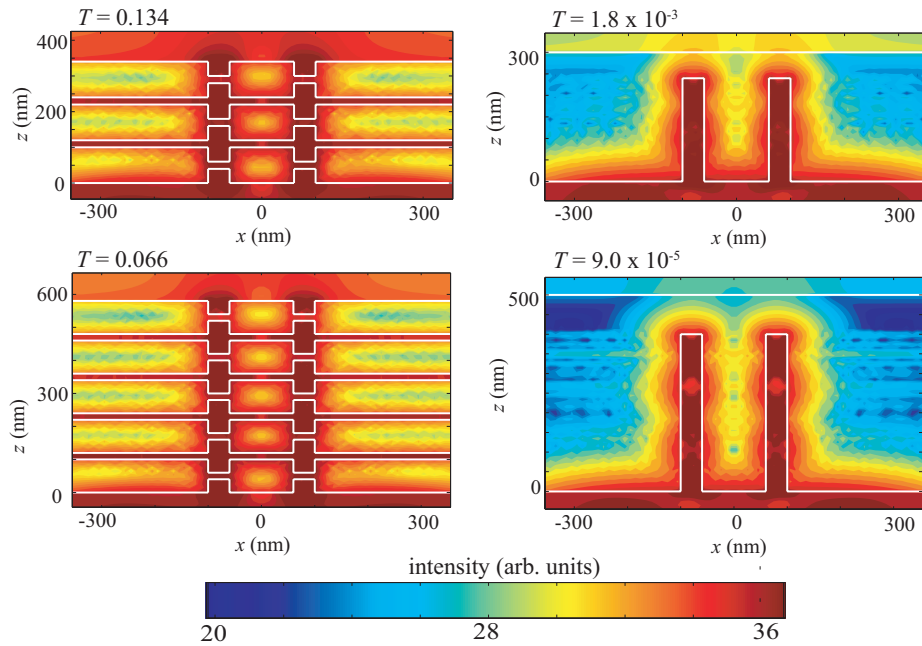 T = 0.134
400
200
0
z (nm)
-300
0
300
x (nm)
T = 1.8 x 10-3
300
0
z (nm)
-300
0
300
x (nm)
T = 0.066
600
400
200
0
z (nm)
-300
0
300
x (nm)
T = 9.0 x 10-5
500
0
z (nm)
-300
0
300
x (nm)
intensity (arb. units)
20
28
36